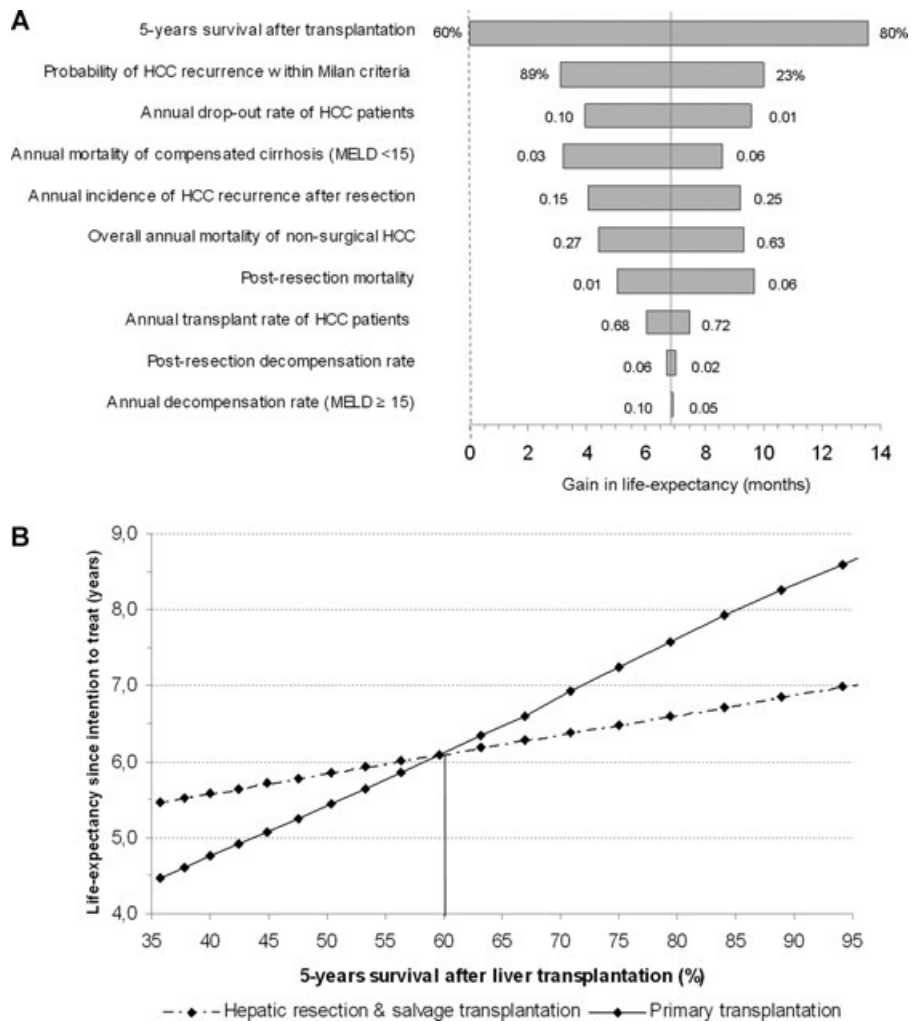 A
5-years survival after transplantation 60% 80%
Probability of HCC recurrence within Milan criteria 89% 23%
Annual drop-out rate of HCC patients 0.10 0.01
Annual mortality of compensated cirrhosis (MELD <15) 0.03 0.06
Annual incidence of HCC recurrence after resection 0.15 0.25
Overall annual mortality of non-surgical HCC 0.27 0.63
Post-resection mortality 0.01 0.06
Annual transplant rate of HCC patients 0.68 0.72
Post-resection decompensation rate 0.06 0.02
Annual decompensation rate (MELD ≥ 15) 0.10 0.05
0 2 4 6 8 10 12 14
Gain in life-expectancy (months)
B
Life-expectancy since intention to treat (years)
9,0
8,0
7,0
6,0
5,0
4,0
35 40 45 50 55 60 65 70 75 80 85 90 95
5-years survival after liver transplantation (%)
Hepatic resection & salvage transplantation Primary transplantation